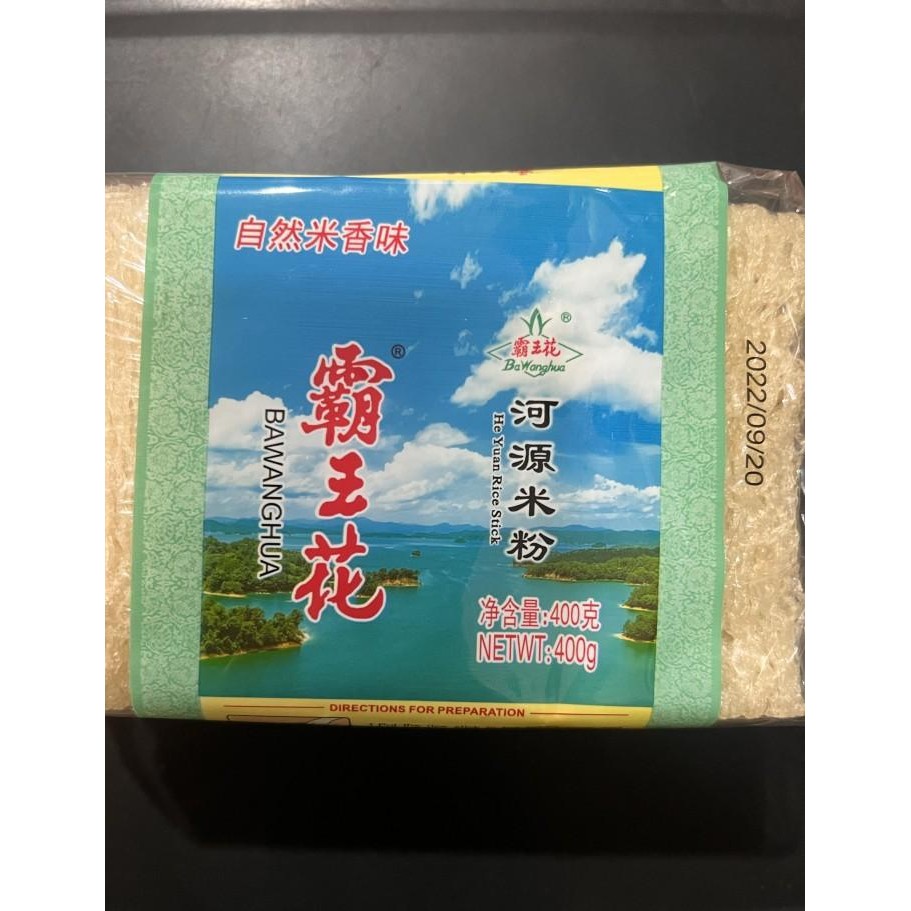 自然米香味
霸王花®
BAWANGHUA
®
霸王花
BaWanghua
河源米粉
He Yuan Rice Stick
净含量:400克
NETWT:400g
2022/09/20
DIRECTIONS FOR PREPARATION